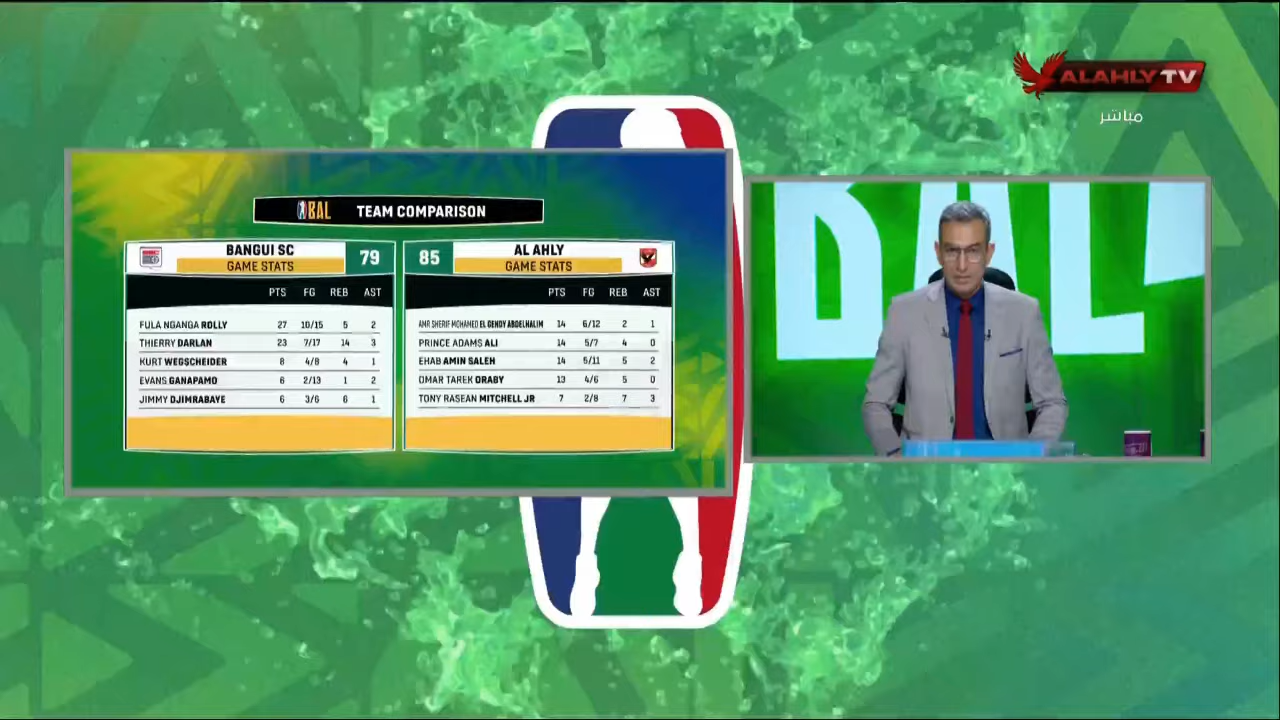 ALAHLY TV
مباشر
BAL TEAM COMPARISON
BANGUI SC 79
GAME STATS
PTS FG REB AST
FULA NGANGA ROLLY 27 10/15 5 2
THIERRY DARLAN 23 7/17 14 3
KURT WEGSCHEIDER 8 4/8 4 1
EVANS GANAPAMO 6 2/13 1 2
JIMMY DJIMRABAYE 6 3/6 6 1
85 AL AHLY
GAME STATS
PTS FG REB AST
AMR SHERIF MOHAMED EL GENDY ABDELHALIM 14 6/12 2 1
PRINCE ADAMS ALI 14 5/7 4 0
EHAB AMIN SALEH 14 5/11 5 2
OMAR TAREK ORABY 13 4/6 5 0
TONY RASEAN MITCHELL JR 7 2/8 7 3
BAL